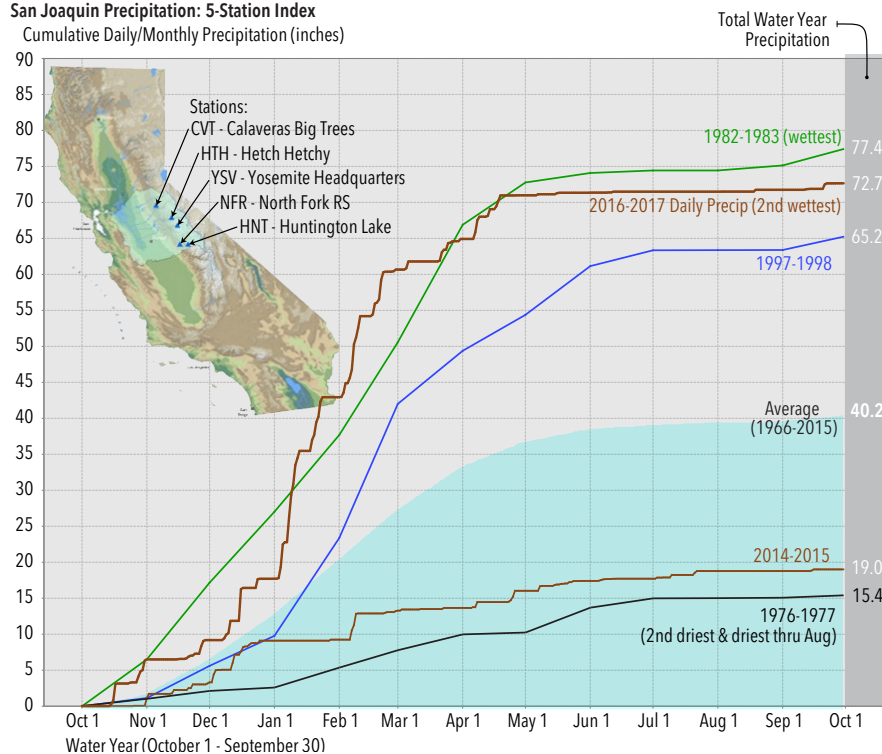 San Joaquin Precipitation: 5-Station Index
Cumulative Daily/Monthly Precipitation (inches)
Total Water Year
Precipitation
90
85
80
75
70
65
60
55
50
45
40
35
30
25
20
15
10
5
0
Stations:
CVT - Calaveras Big Trees
HTH - Hetch Hetchy
YSV - Yosemite Headquarters
NFR - North Fork RS
HNT - Huntington Lake
1982-1983 (wettest)
77.4
72.7
2016-2017 Daily Precip (2nd wettest)
65.2
1997-1998
Average
(1966-2015)
40.2
2014-2015
19.0
15.4
1976-1977
(2nd driest & driest thru Aug)
Oct 1 Nov 1 Dec 1 Jan 1 Feb 1 Mar 1 Apr 1 May 1 Jun 1 Jul 1 Aug 1 Sep 1 Oct 1
Water Year (October 1 - September 30)